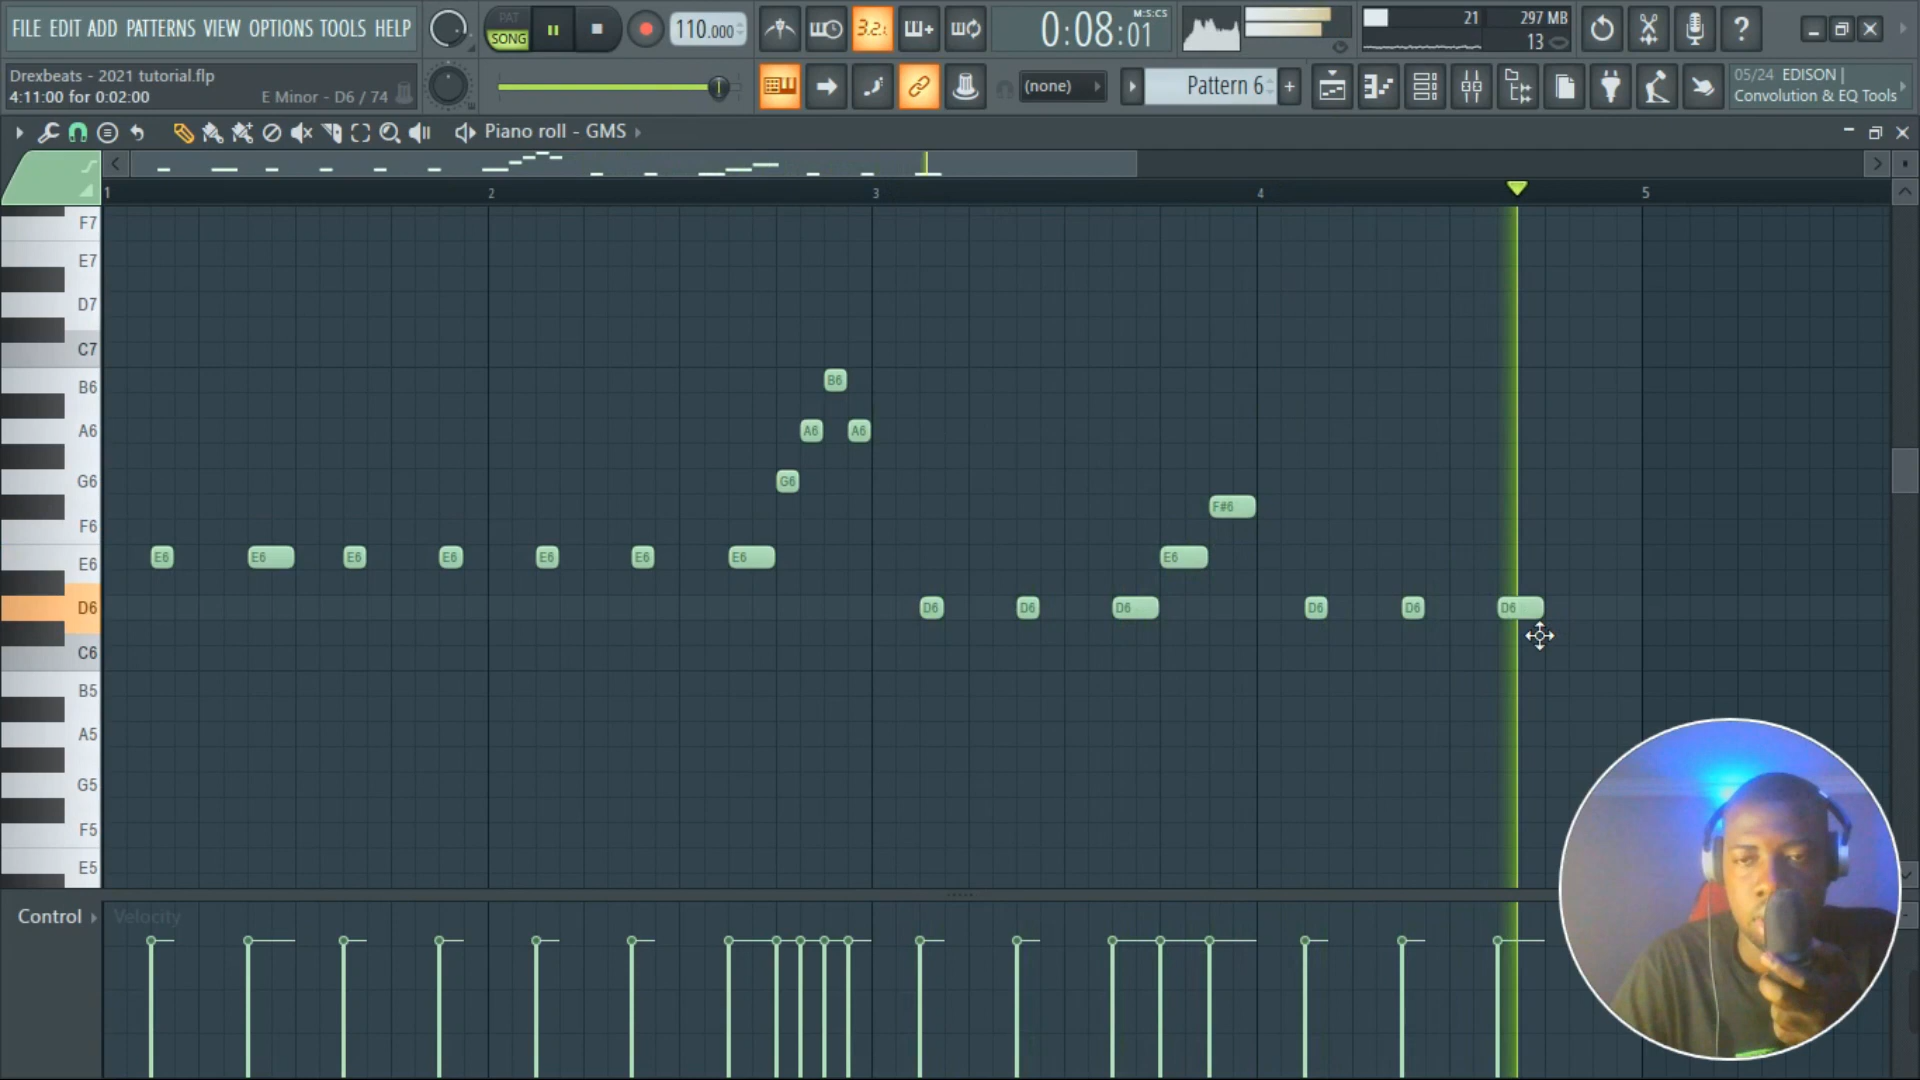 FILE EDIT ADD PATTERNS VIEW OPTIONS TOOLS HELP
PAT
SONG
110.000
3.2.
0:08:01
M:S:CS
21
297 MB
13
?
Drexbeats - 2021 tutorial.flp
4:11:00 for 0:02:00
E Minor - D6 / 74
(none)
Pattern 6
+
05/24 EDISON |
Convolution & EQ Tools
Piano roll - GMS
1 2 3 4 5
F7
E7
D7
C7
B6
B6
A6
A6 A6
G6
G6
F#6
F6
E6
E6 E6 E6 E6 E6 E6 E6 E6
D6
D6 D6 D6 D6 D6 D6
C6
B5
A5
G5
F5
E5
Control
Velocity